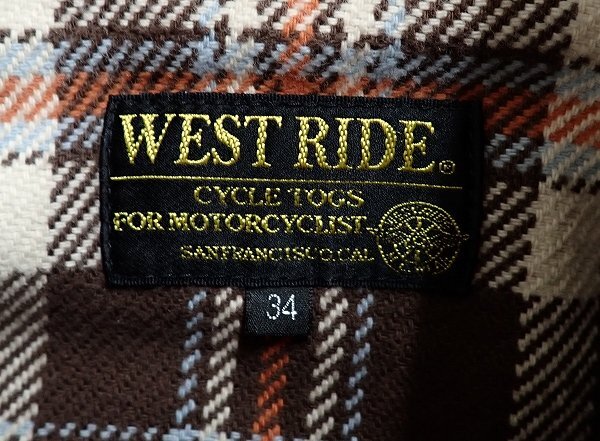 WEST RIDE®
CYCLE TOGS
FOR MOTORCYCLIST
SANFRANCISCO.CAL
34